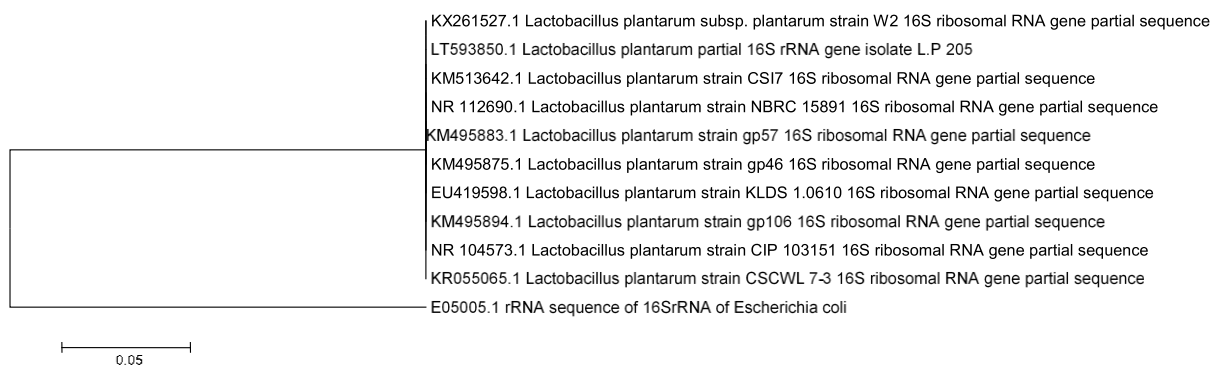 KX261527.1 Lactobacillus plantarum subsp. plantarum strain W2 16S ribosomal RNA gene partial sequence
LT593850.1 Lactobacillus plantarum partial 16S rRNA gene isolate L.P 205
KM513642.1 Lactobacillus plantarum strain CSI7 16S ribosomal RNA gene partial sequence
NR 112690.1 Lactobacillus plantarum strain NBRC 15891 16S ribosomal RNA gene partial sequence
KM495883.1 Lactobacillus plantarum strain gp57 16S ribosomal RNA gene partial sequence
KM495875.1 Lactobacillus plantarum strain gp46 16S ribosomal RNA gene partial sequence
EU419598.1 Lactobacillus plantarum strain KLDS 1.0610 16S ribosomal RNA gene partial sequence
KM495894.1 Lactobacillus plantarum strain gp106 16S ribosomal RNA gene partial sequence
NR 104573.1 Lactobacillus plantarum strain CIP 103151 16S ribosomal RNA gene partial sequence
KR055065.1 Lactobacillus plantarum strain CSCWL 7-3 16S ribosomal RNA gene partial sequence
E05005.1 rRNA sequence of 16SrRNA of Escherichia coli
0.05